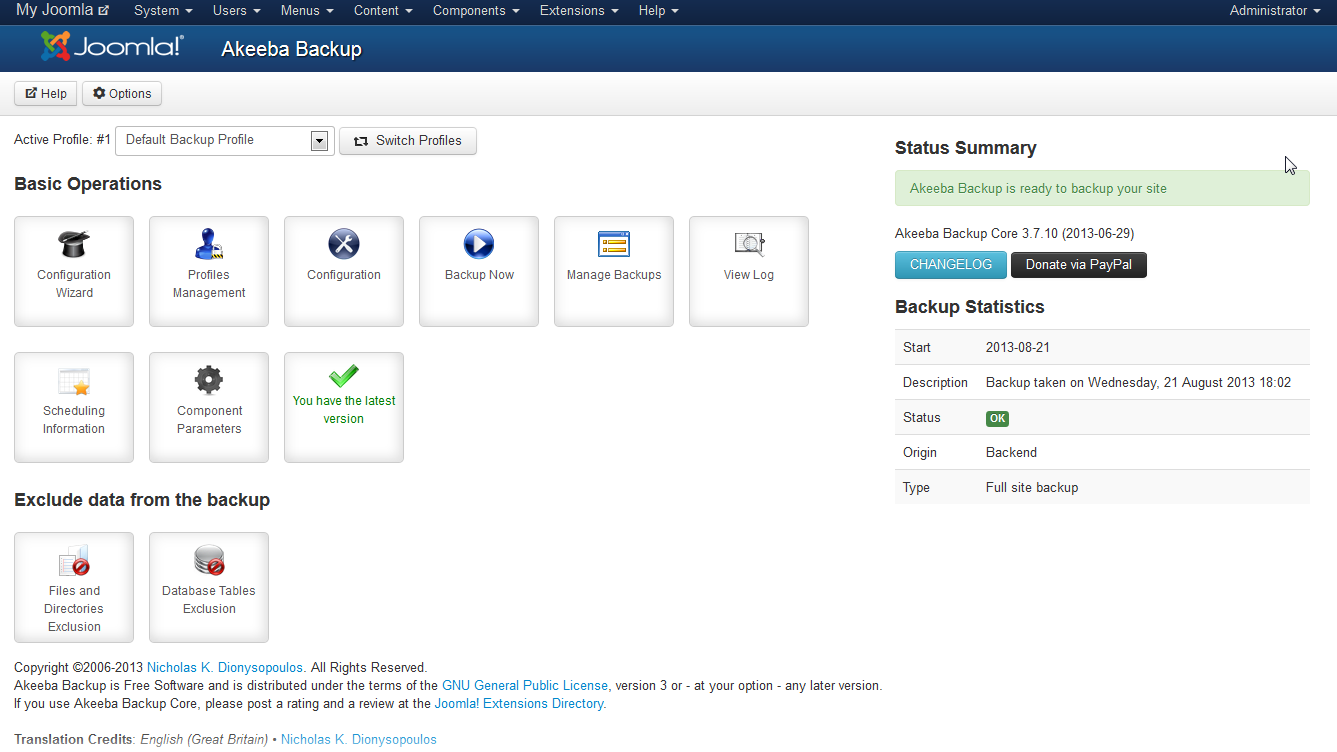 My Joomla System Users Menus Content Components Extensions Help Administrator
Joomla!® Akeeba Backup
Help Options
Active Profile: #1 Default Backup Profile Switch Profiles
Basic Operations
Configuration
Wizard
Profiles
Management
Configuration
Backup Now
Manage Backups
View Log
Scheduling
Information
Component
Parameters
You have the latest
version
Exclude data from the backup
Files and
Directories
Exclusion
Database Tables
Exclusion
Status Summary
Akeeba Backup is ready to backup your site
Akeeba Backup Core 3.7.10 (2013-06-29)
CHANGELOG Donate via PayPal
Backup Statistics
Start 2013-08-21
Description Backup taken on Wednesday, 21 August 2013 18:02
Status OK
Origin Backend
Type Full site backup
Copyright ©2006-2013 Nicholas K. Dionysopoulos. All Rights Reserved.
Akeeba Backup is Free Software and is distributed under the terms of the GNU General Public License, version 3 or - at your option - any later version.
If you use Akeeba Backup Core, please post a rating and a review at the Joomla! Extensions Directory.
Translation Credits: English (Great Britain) • Nicholas K. Dionysopoulos